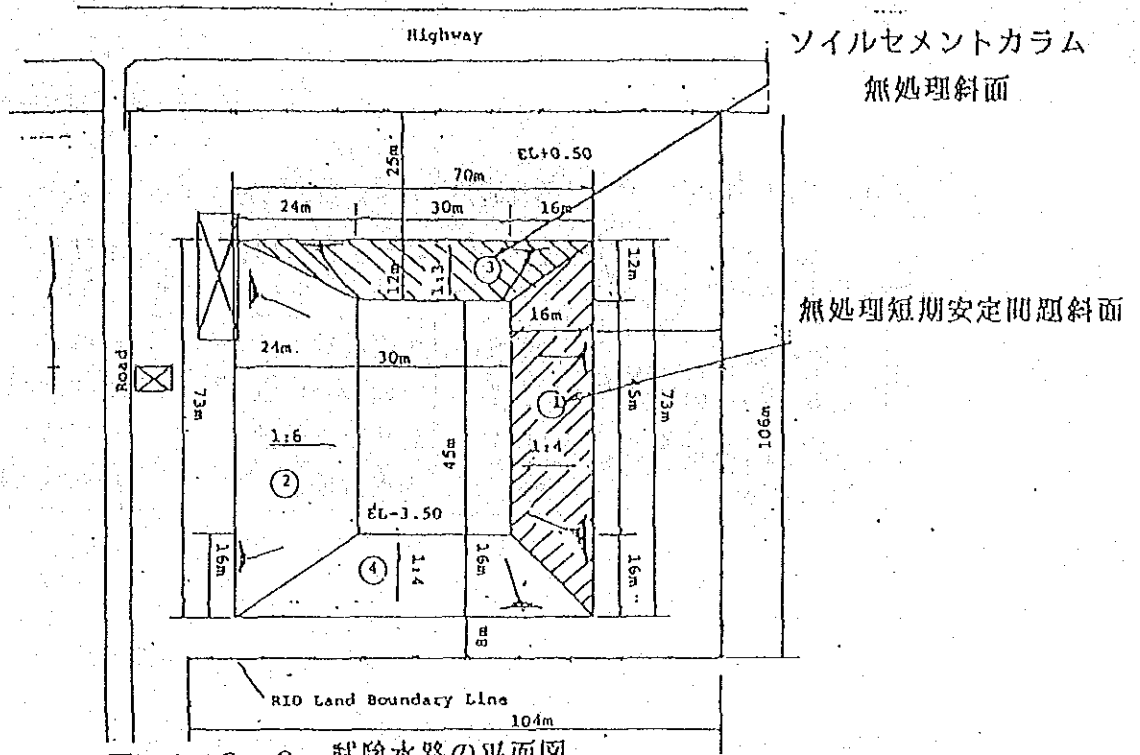 Highway
ソイルセメントカラム
無処理斜面
EL+0.50
25m
70m
24m
30m
16m
12m
1:3
③
12m
無処理短期安定問題斜面
16m
24m
30m
Road
73m
①
45m
73m
106m
1:6
45m
1:4
②
EL-3.50
16m
④
1:4
16m
16m
8m
RID Land Boundary Line
104m
試験水路の平面図